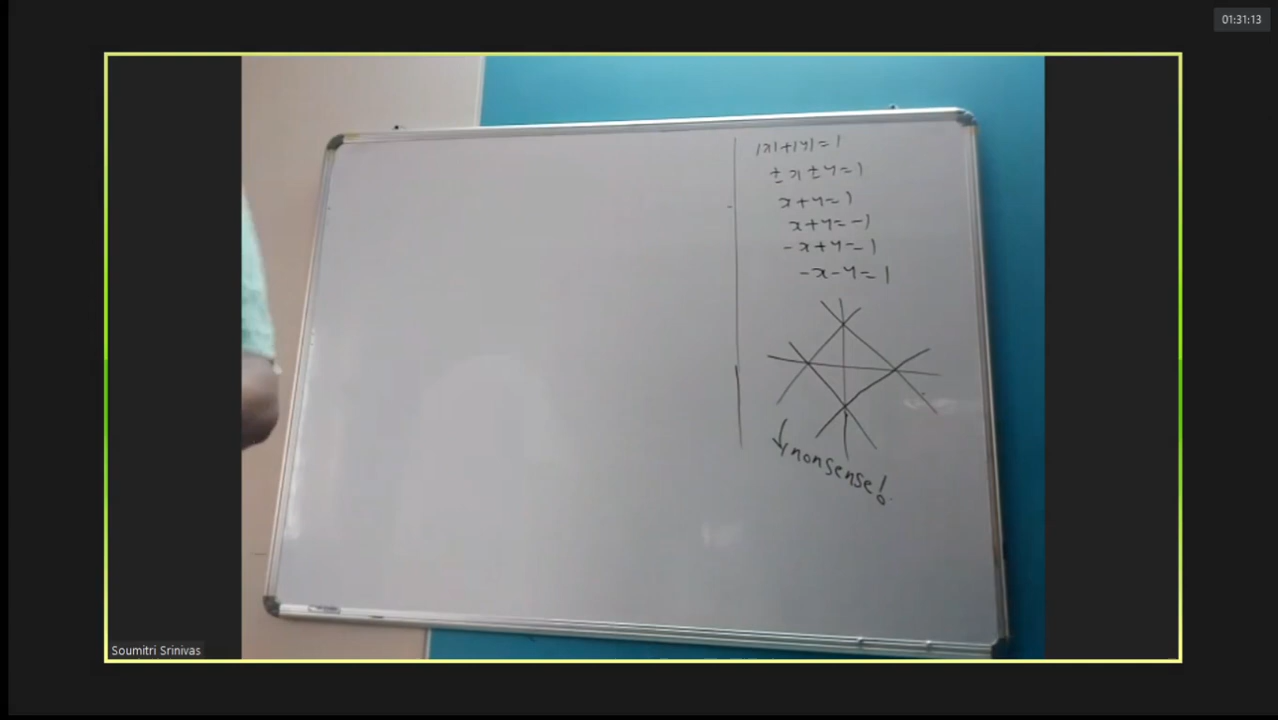 01:31:13
|x|+|y|=1
±x±y=1
x+y=1
x+y=-1
-x+y=1
-x-y=1
nonsense!
Soumitri Srinivas